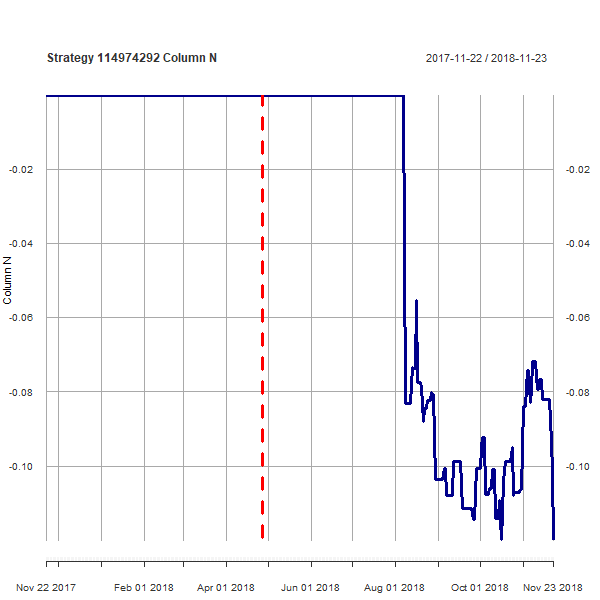 Strategy 114974292 Column N
2017-11-22 / 2018-11-23
-0.02
-0.02
-0.04
-0.04
Column N
-0.06
-0.06
-0.08
-0.08
-0.10
-0.10
Nov 22 2017
Feb 01 2018
Apr 01 2018
Jun 01 2018
Aug 01 2018
Oct 01 2018
Nov 23 2018